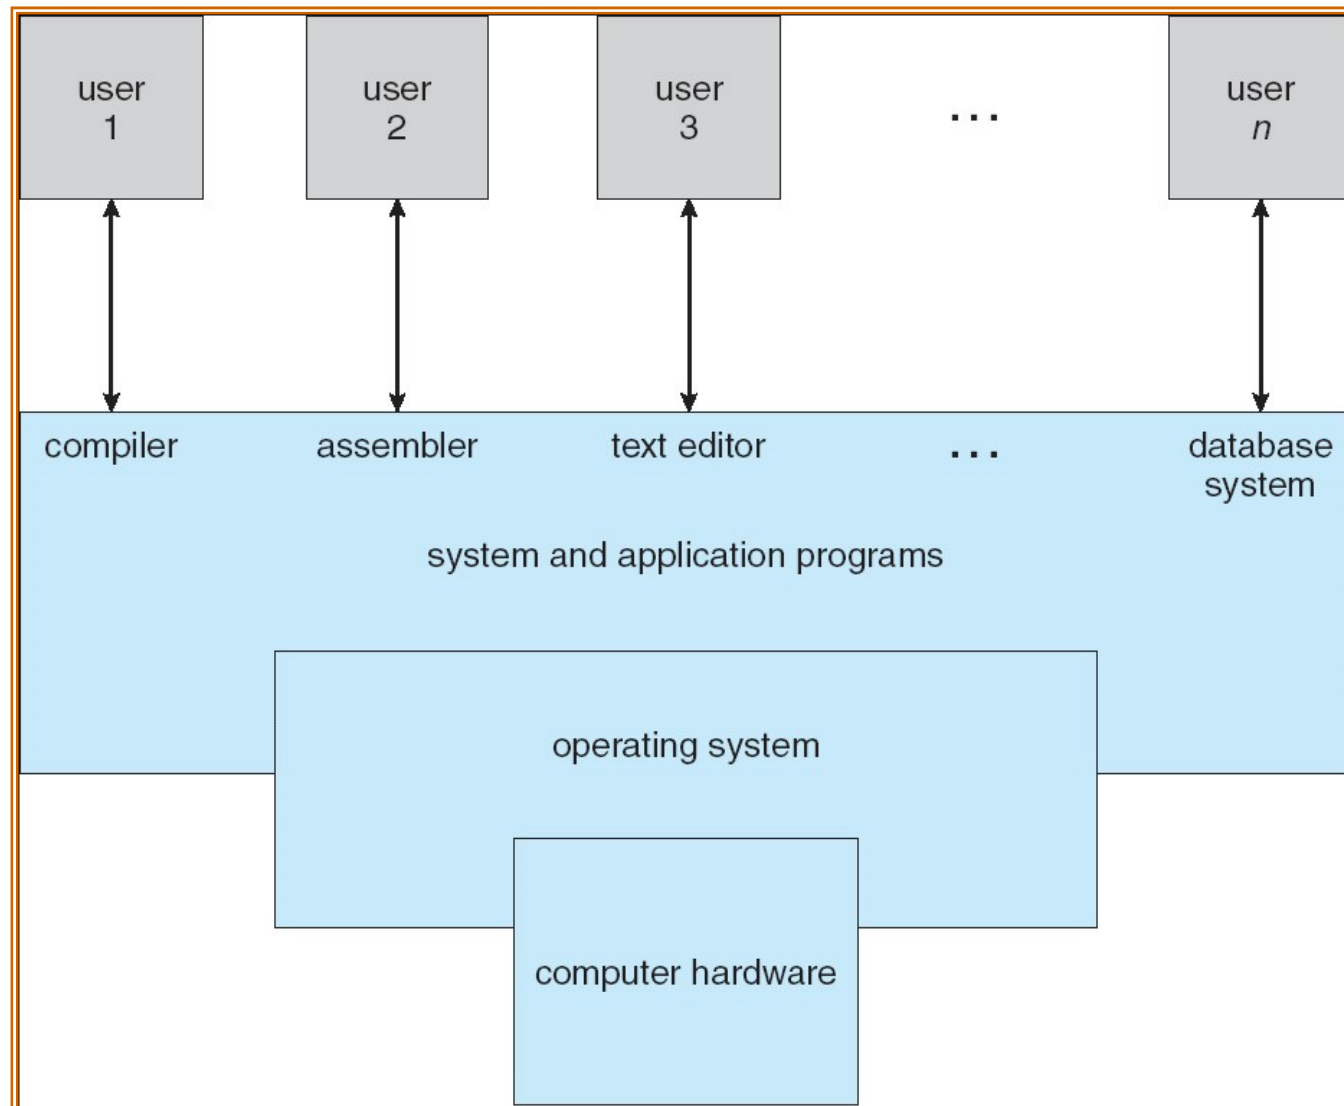 user
1
user
2
user
3
...
user
n
compiler
assembler
text editor
...
database
system
system and application programs
operating system
computer hardware